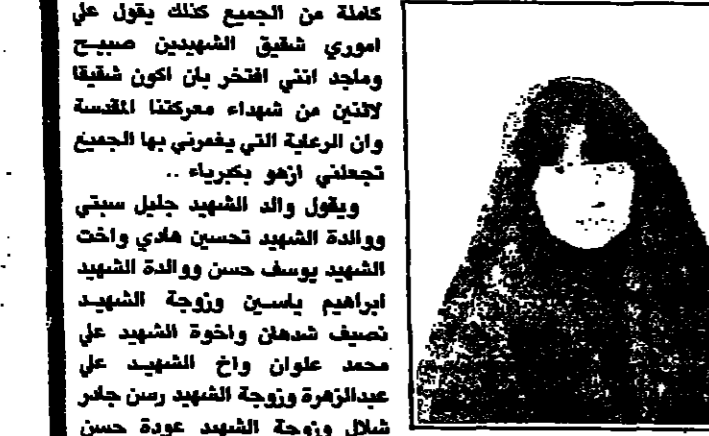 كاملة من الجميع كذلك يقول علي
اموري شقيق الشهيدين صبيح
وماجد انني افتخر بان اكون شقيقا
لاثنين من شهداء معركتنا المقدسة
وان الرعاية التي يغمرني بها الجميع
تجعلني ازهو بكبرياء ..
ويقول والد الشهيد جليل سبتي
ووالدة الشهيد تحسين هادي واخت
الشهيد يوسف حسن ووالدة الشهيد
ابراهيم ياسين وزوجة الشهيد
نصيف شدهان واخوة الشهيد علي
محمد علوان واخ الشهيد علي
عبدالزهرة وزوجة الشهيد رسن جادر
شلال وزوجة الشهيد عودة حسن